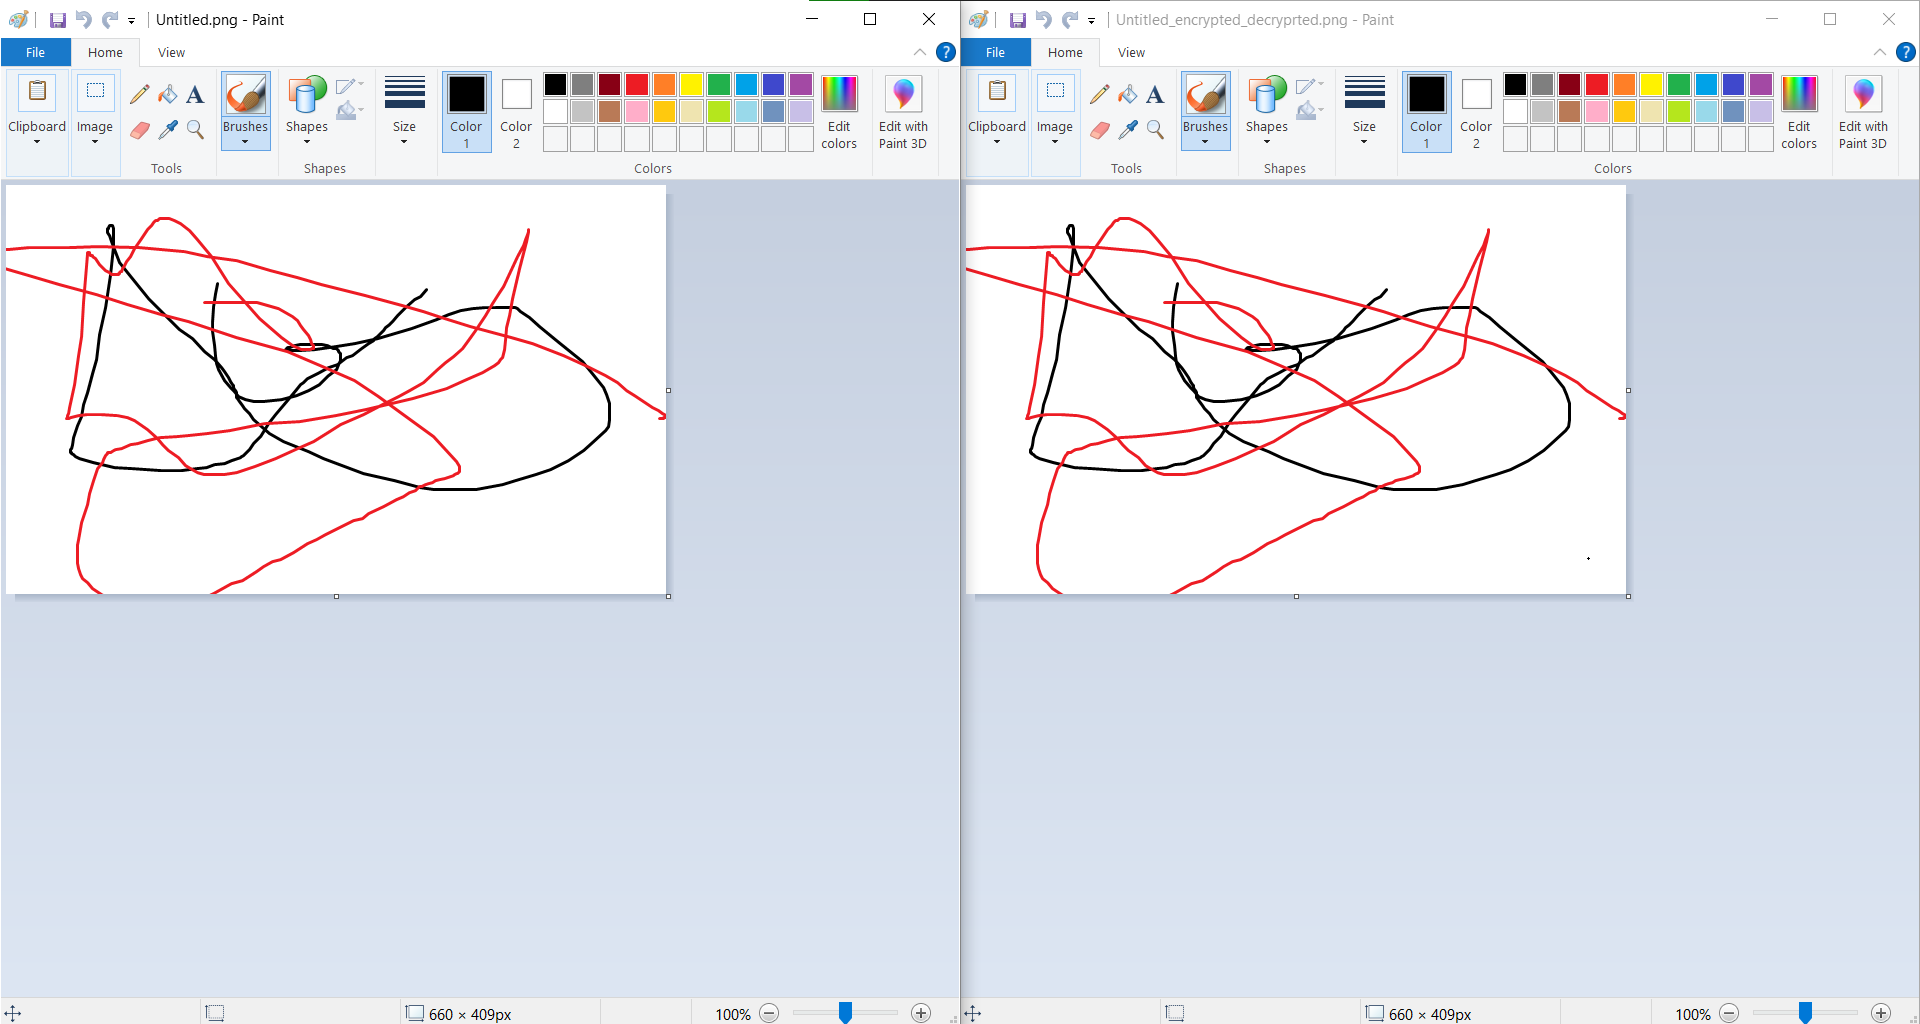 Untitled.png - Paint
File Home View
Clipboard
Image
Tools
Brushes
Shapes
Shapes
Size
Color 1
Color 2
Edit colors
Colors
Edit with Paint 3D
660 × 409px
100%
Untitled_encrypted_decryprted.png - Paint
File Home View
Clipboard
Image
Tools
Brushes
Shapes
Shapes
Size
Color 1
Color 2
Edit colors
Colors
Edit with Paint 3D
660 × 409px
100%